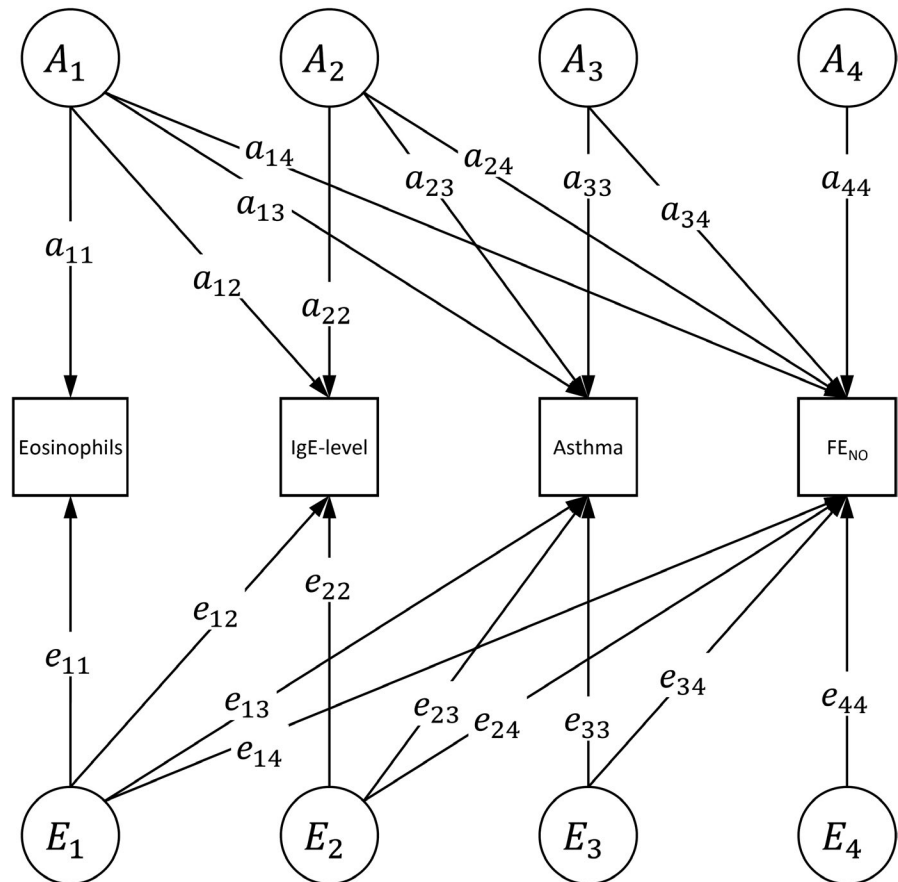 A₁ A₂ A₃ A₄
a₁₄ a₂₄
a₂₃ a₃₃ a₄₄
a₁₃ a₃₄
a₁₁
a₁₂
a₂₂
Eosinophils IgE-level Asthma FE_NO
e₂₂
e₁₂
e₁₁
e₃₄
e₁₃ e₂₃ e₄₄
e₂₄ e₃₃
e₁₄
E₁ E₂ E₃ E₄